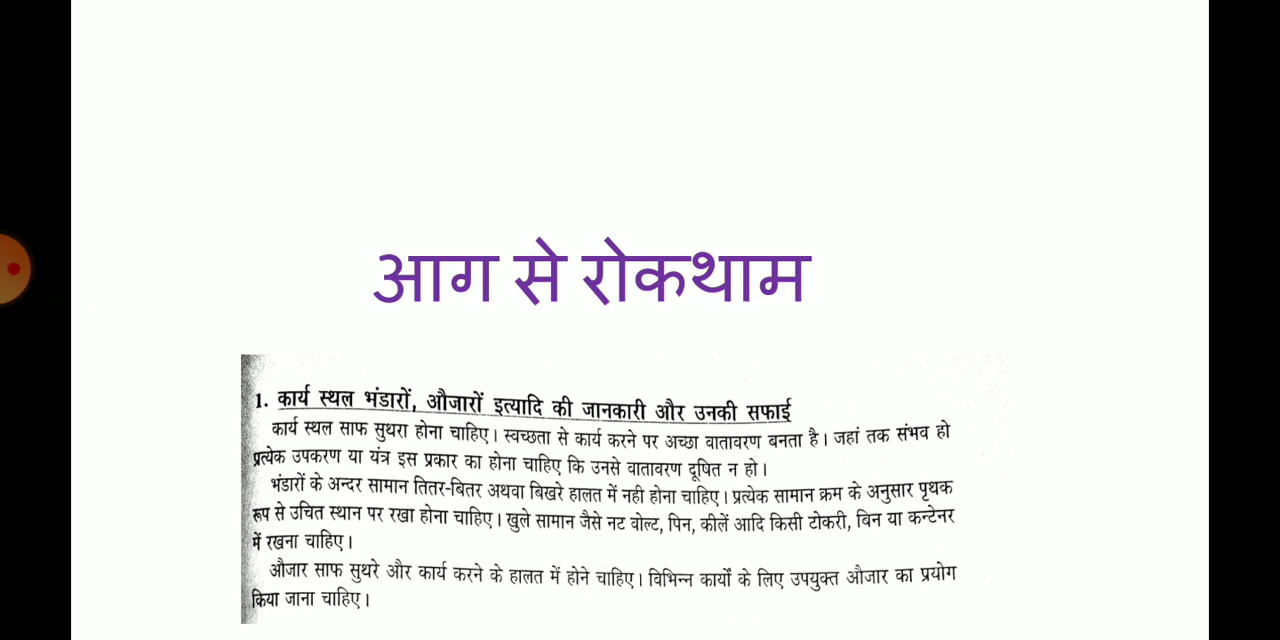 आग से रोकथाम
1. कार्य स्थल भंडारों, औजारों इत्यादि की जानकारी और उनकी सफाई
कार्य स्थल साफ सुथरा होना चाहिए। स्वच्छता से कार्य करने पर अच्छा वातावरण बनता है। जहां तक संभव हो
प्रत्येक उपकरण या यंत्र इस प्रकार का होना चाहिए कि उनसे वातावरण दूषित न हो।
भंडारों के अन्दर सामान तितर-बितर अथवा बिखरे हालत में नही होना चाहिए। प्रत्येक सामान क्रम के अनुसार पृथक
रूप से उचित स्थान पर रखा होना चाहिए। खुले सामान जैसे नट वोल्ट, पिन, कीलें आदि किसी टोकरी, बिन या कन्टेनर
में रखना चाहिए।
औजार साफ सुथरे और कार्य करने के हालत में होने चाहिए। विभिन्न कार्यों के लिए उपयुक्त औजार का प्रयोग
किया जाना चाहिए।